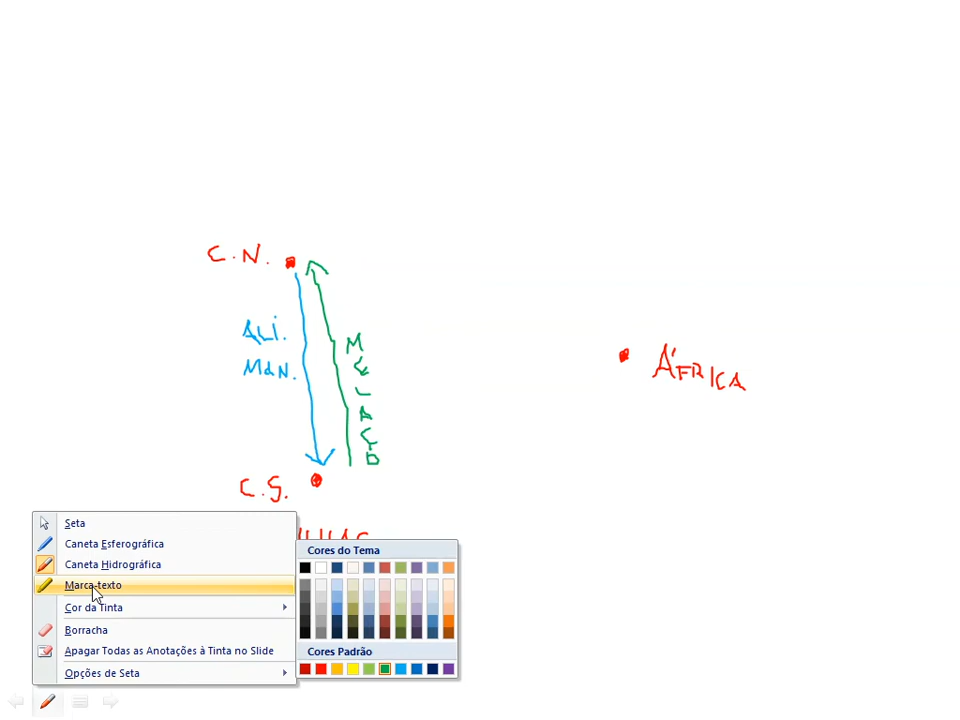 C.N.
ALI.
MAN.
MELAÇO
ÁFRICA
C.S.
Seta
Caneta Esferográfica
Caneta Hidrográfica
Marca-texto
Cor da Tinta
Borracha
Apagar Todas as Anotações à Tinta no Slide
Opções de Seta
Cores do Tema
Cores Padrão